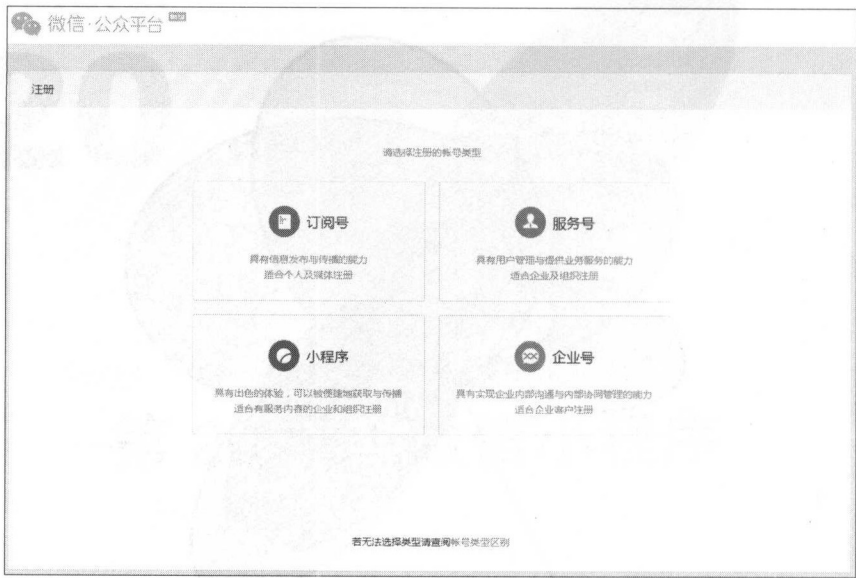 微信·公众平台
注册
请选择注册的帐号类型
订阅号
具有信息发布与传播的能力
适合个人及媒体注册
服务号
具有用户管理与提供业务服务的能力
适合企业及组织注册
小程序
具有出色的体验,可以被便捷地获取与传播
适合有服务内容的企业和组织注册
企业号
具有实现企业内部沟通与内部协同管理的能力
适合企业客户注册
若无法选择类型请查阅帐号类型区别